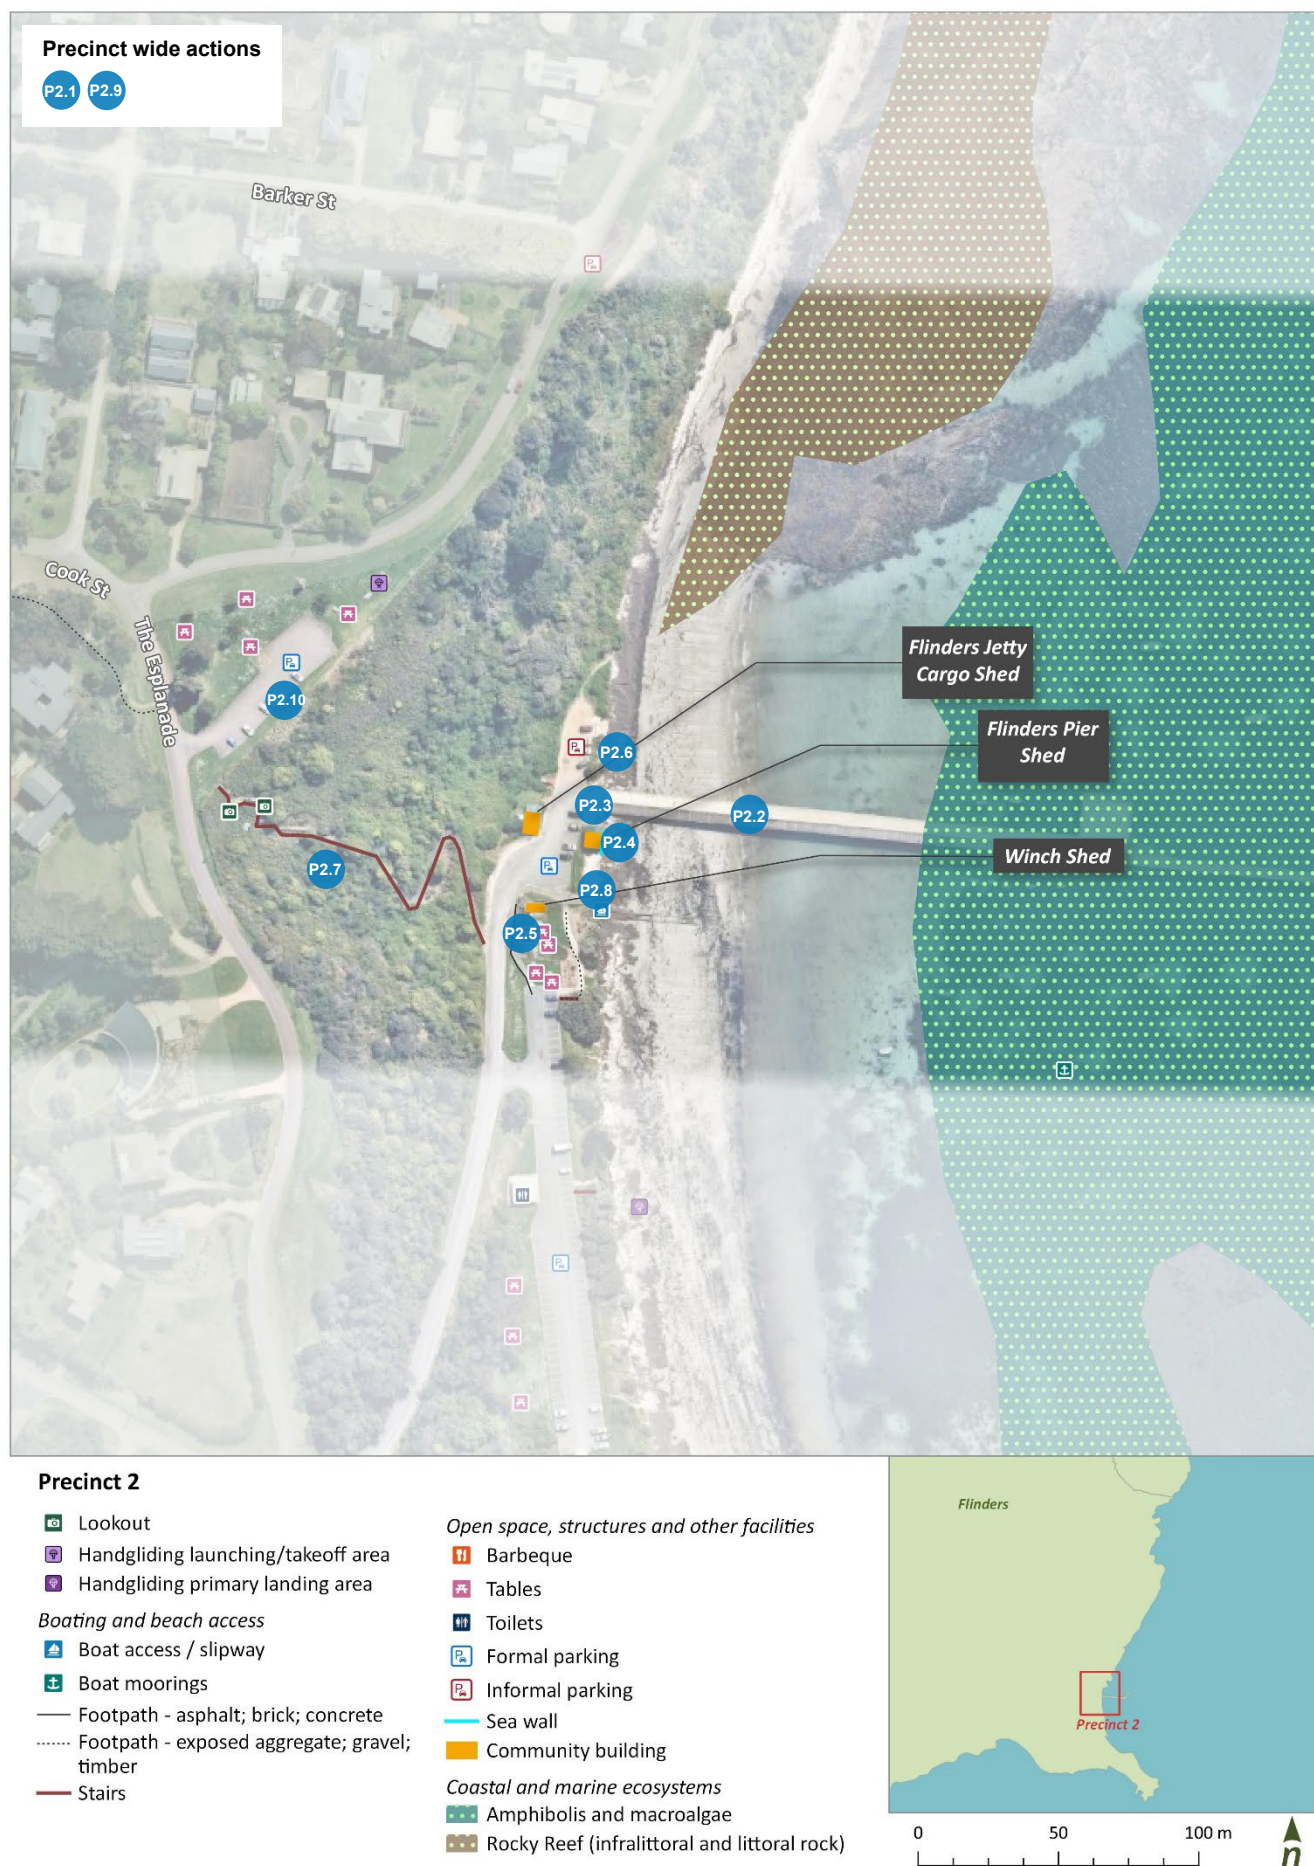 Precinct wide actions
P2.1 P2.9
Barker St
Cook St
The Esplanade
P2.10
P2.7
Flinders Jetty
Cargo Shed
Flinders Pier
Shed
Winch Shed
P2.6
P2.3
P2.2
P2.4
P2.8
P2.5
Precinct 2
Lookout
Handgliding launching/takeoff area
Handgliding primary landing area
Boating and beach access
Boat access / slipway
Boat moorings
Footpath - asphalt; brick; concrete
Footpath - exposed aggregate; gravel;
timber
Stairs
Open space, structures and other facilities
Barbeque
Tables
Toilets
Formal parking
Informal parking
Sea wall
Community building
Coastal and marine ecosystems
Amphibolis and macroalgae
Rocky Reef (infralittoral and littoral rock)
Flinders
Precinct 2
0 50 100 m
n